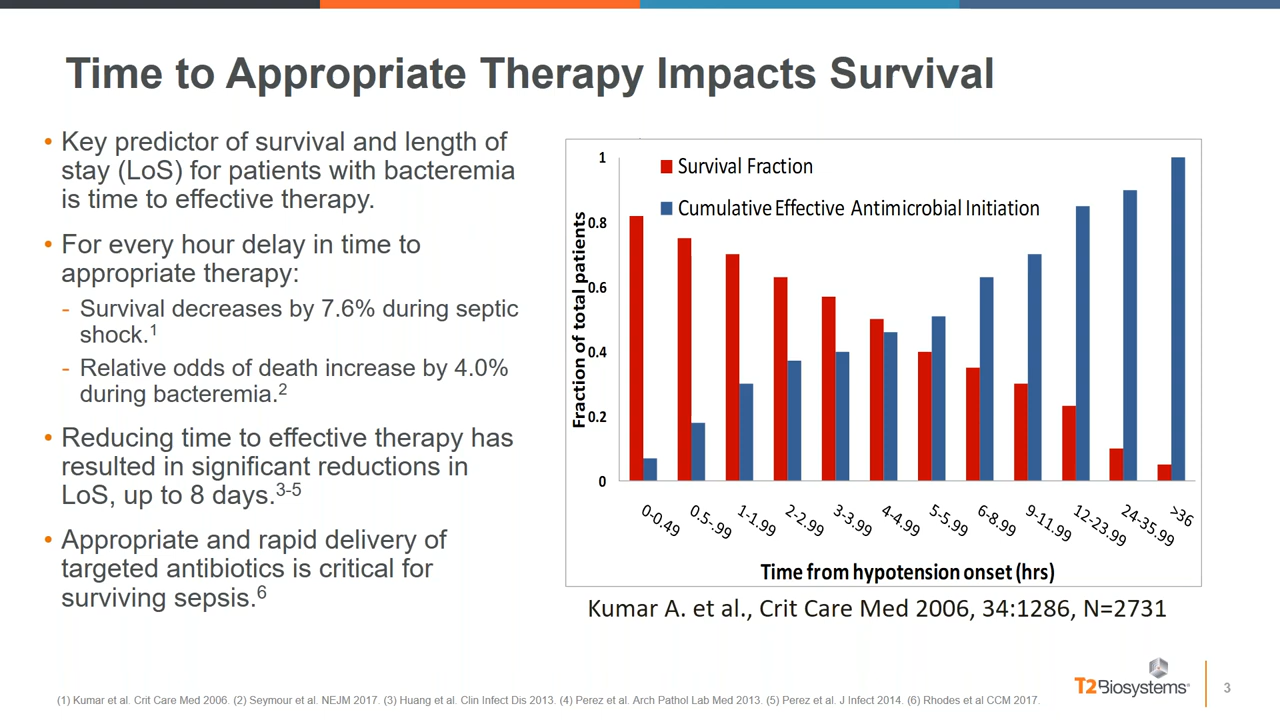 Time to Appropriate Therapy Impacts Survival
• Key predictor of survival and length of
stay (LoS) for patients with bacteremia
is time to effective therapy.
• For every hour delay in time to
appropriate therapy:
- Survival decreases by 7.6% during septic
shock.1
- Relative odds of death increase by 4.0%
during bacteremia.2
• Reducing time to effective therapy has
resulted in significant reductions in
LoS, up to 8 days.3-5
• Appropriate and rapid delivery of
targeted antibiotics is critical for
surviving sepsis.6
Survival Fraction
Cumulative Effective Antimicrobial Initiation
Fraction of total patients
1
0.8
0.6
0.4
0.2
0
0-0.49
0.5-.99
1-1.99
2-2.99
3-3.99
4-4.99
5-5.99
6-8.99
9-11.99
12-23.99
24-35.99
>36
Time from hypotension onset (hrs)
Kumar A. et al., Crit Care Med 2006, 34:1286, N=2731
(1) Kumar et al. Crit Care Med 2006. (2) Seymour et al. NEJM 2017. (3) Huang et al. Clin Infect Dis 2013. (4) Perez et al. Arch Pathol Lab Med 2013. (5) Perez et al. J Infect 2014. (6) Rhodes et al CCM 2017.
T2Biosystems®
3